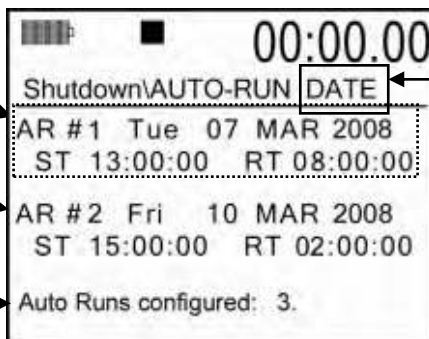 00:00.00
Shutdown\AUTO-RUN DATE
AR #1 Tue 07 MAR 2008
ST 13:00:00 RT 08:00:00
AR #2 Fri 10 MAR 2008
ST 15:00:00 RT 02:00:00
Auto Runs configured: 3.